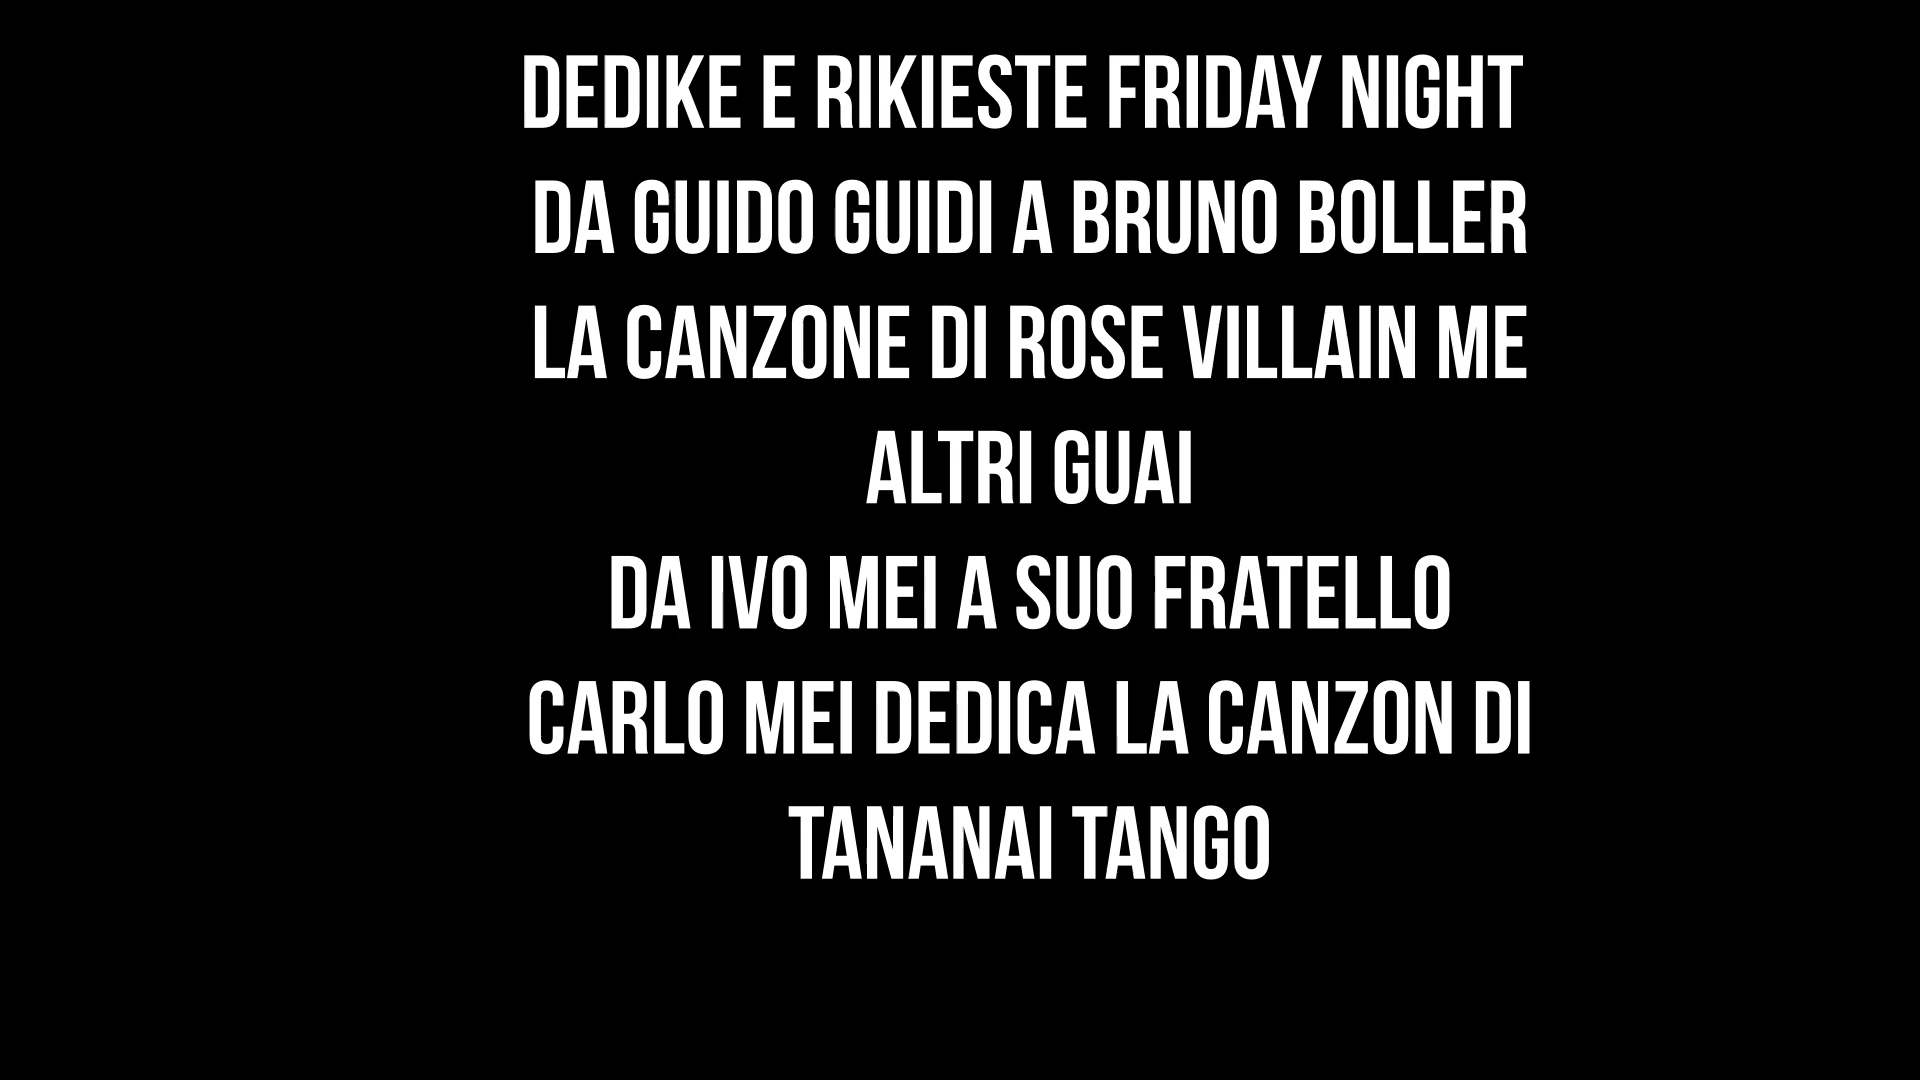 DEDIKE E RIKIESTE FRIDAY NIGHT
DA GUIDO GUIDI A BRUNO BOLLER
LA CANZONE DI ROSE VILLAIN ME
ALTRI GUAI
DA IVO MEI A SUO FRATELLO
CARLO MEI DEDICA LA CANZON DI
TANANAI TANGO